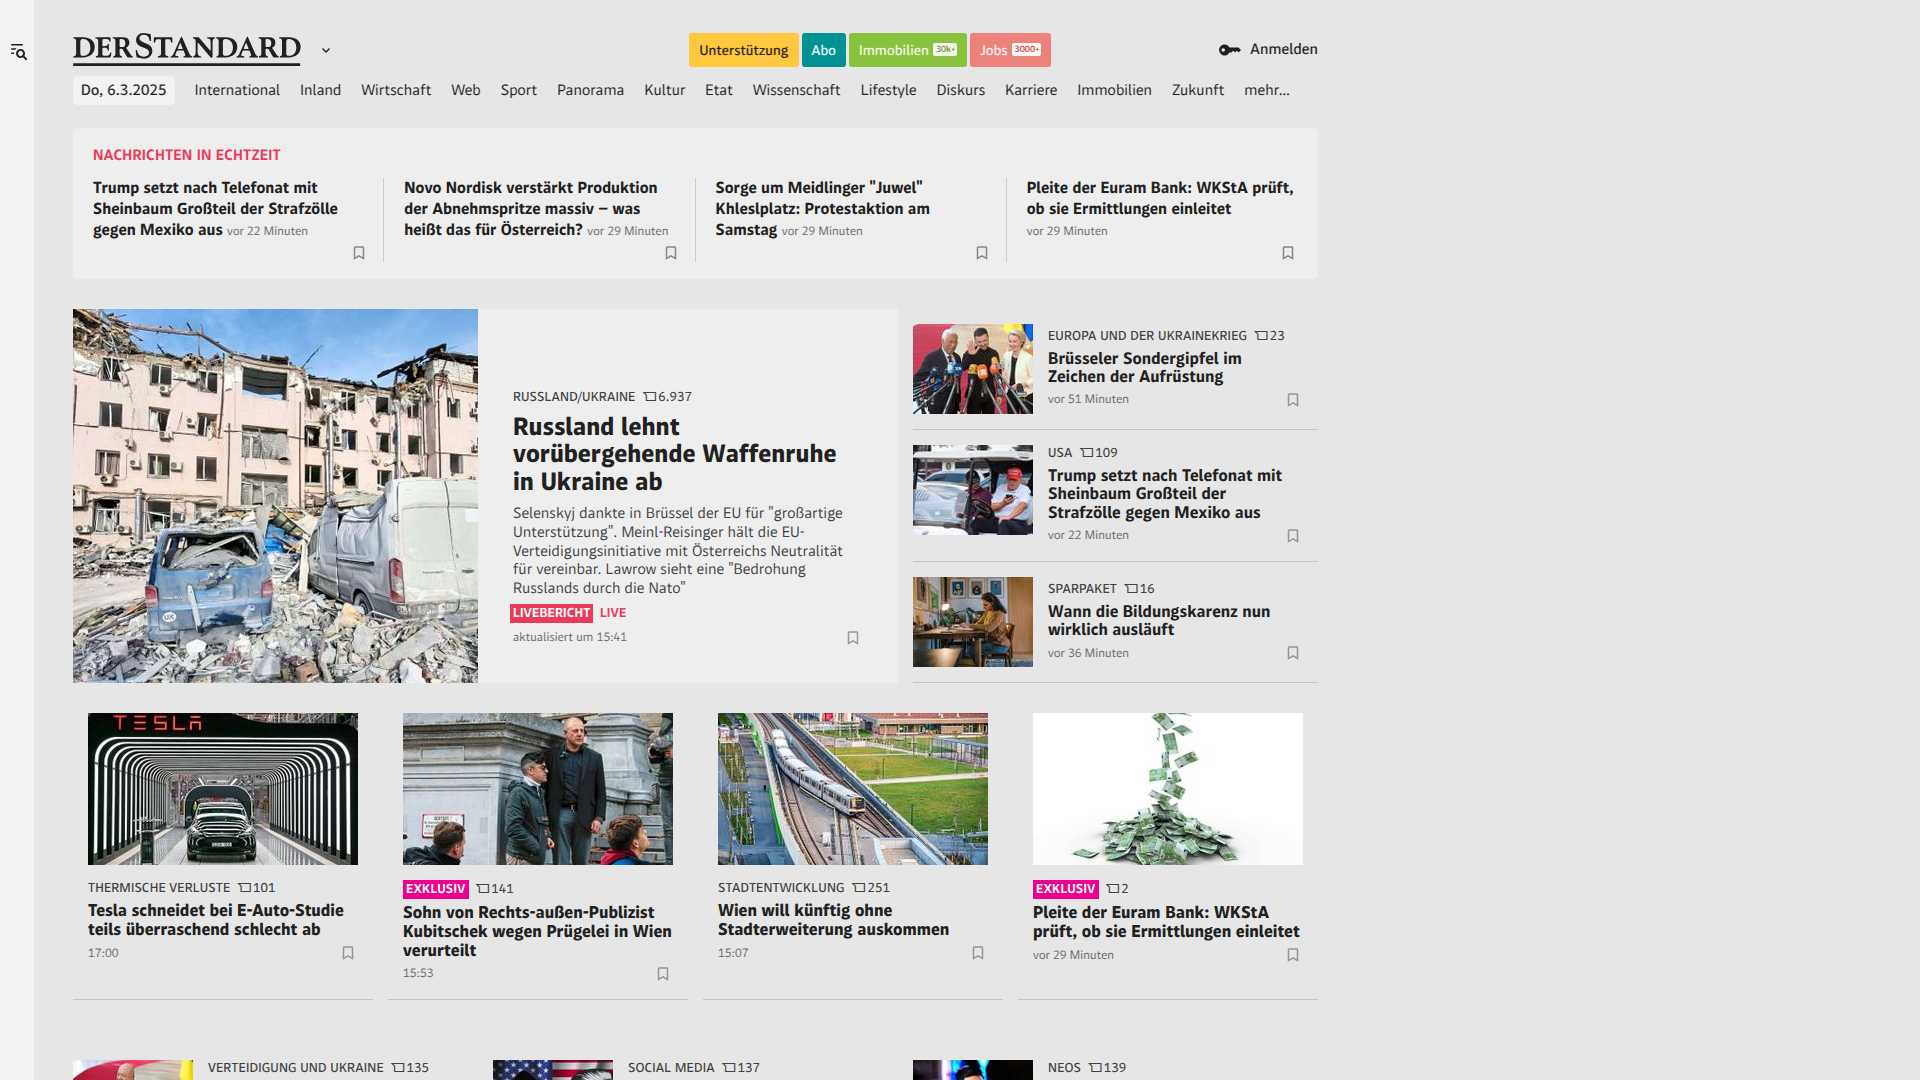 DERSTANDARD
Unterstützung
Abo
Immobilien 30k+
Jobs 3000+
Anmelden
Do, 6.3.2025
International
Inland
Wirtschaft
Web
Sport
Panorama
Kultur
Etat
Wissenschaft
Lifestyle
Diskurs
Karriere
Immobilien
Zukunft
mehr...
NACHRICHTEN IN ECHTZEIT
Trump setzt nach Telefonat mit
Sheinbaum Großteil der Strafzölle
gegen Mexiko aus vor 22 Minuten
Novo Nordisk verstärkt Produktion
der Abnehmspritze massiv – was
heißt das für Österreich? vor 29 Minuten
Sorge um Meidlinger "Juwel"
Khleslplatz: Protestaktion am
Samstag vor 29 Minuten
Pleite der Euram Bank: WKStA prüft,
ob sie Ermittlungen einleitet
vor 29 Minuten
RUSSLAND/UKRAINE 6.937
Russland lehnt
vorübergehende Waffenruhe
in Ukraine ab
Selenskyj dankte in Brüssel der EU für "großartige
Unterstützung". Meinl-Reisinger hält die EU-
Verteidigungsinitiative mit Österreichs Neutralität
für vereinbar. Lawrow sieht eine "Bedrohung
Russlands durch die Nato"
LIVEBERICHT LIVE
aktualisiert um 15:41
EUROPA UND DER UKRAINEKRIEG 23
Brüsseler Sondergipfel im
Zeichen der Aufrüstung
vor 51 Minuten
USA 109
Trump setzt nach Telefonat mit
Sheinbaum Großteil der
Strafzölle gegen Mexiko aus
vor 22 Minuten
SPARPAKET 16
Wann die Bildungskarenz nun
wirklich ausläuft
vor 36 Minuten
TESLA
THERMISCHE VERLUSTE 101
Tesla schneidet bei E-Auto-Studie
teils überraschend schlecht ab
17:00
EXKLUSIV 141
Sohn von Rechts-außen-Publizist
Kubitschek wegen Prügelei in Wien
verurteilt
15:53
STADTENTWICKLUNG 251
Wien will künftig ohne
Stadterweiterung auskommen
15:07
EXKLUSIV 2
Pleite der Euram Bank: WKStA
prüft, ob sie Ermittlungen einleitet
vor 29 Minuten
VERTEIDIGUNG UND UKRAINE 135
SOCIAL MEDIA 137
NEOS 139